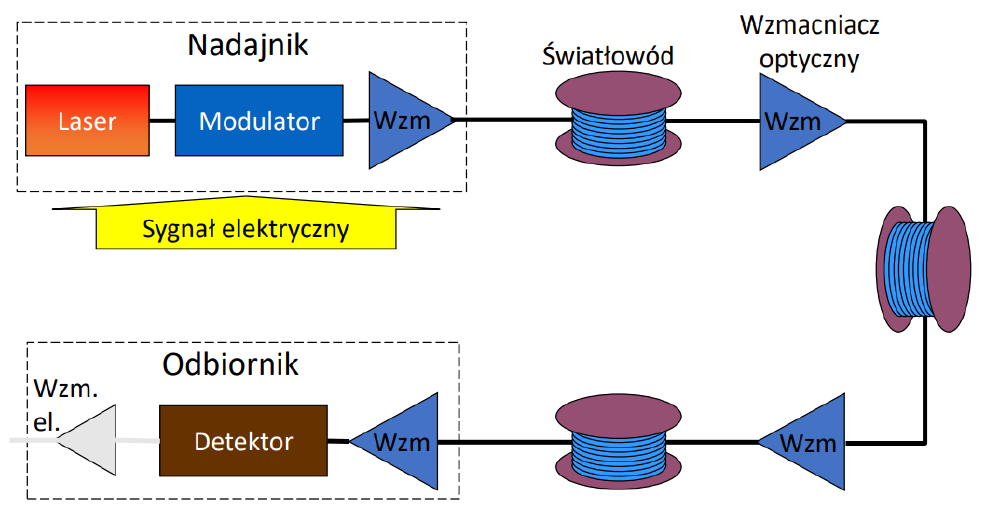 Nadajnik
Laser
Modulator
Wzm
Światłowód
Wzmacniacz
optyczny
Wzm
Sygnał elektryczny
Odbiornik
Wzm.
el.
Detektor
Wzm
Wzm